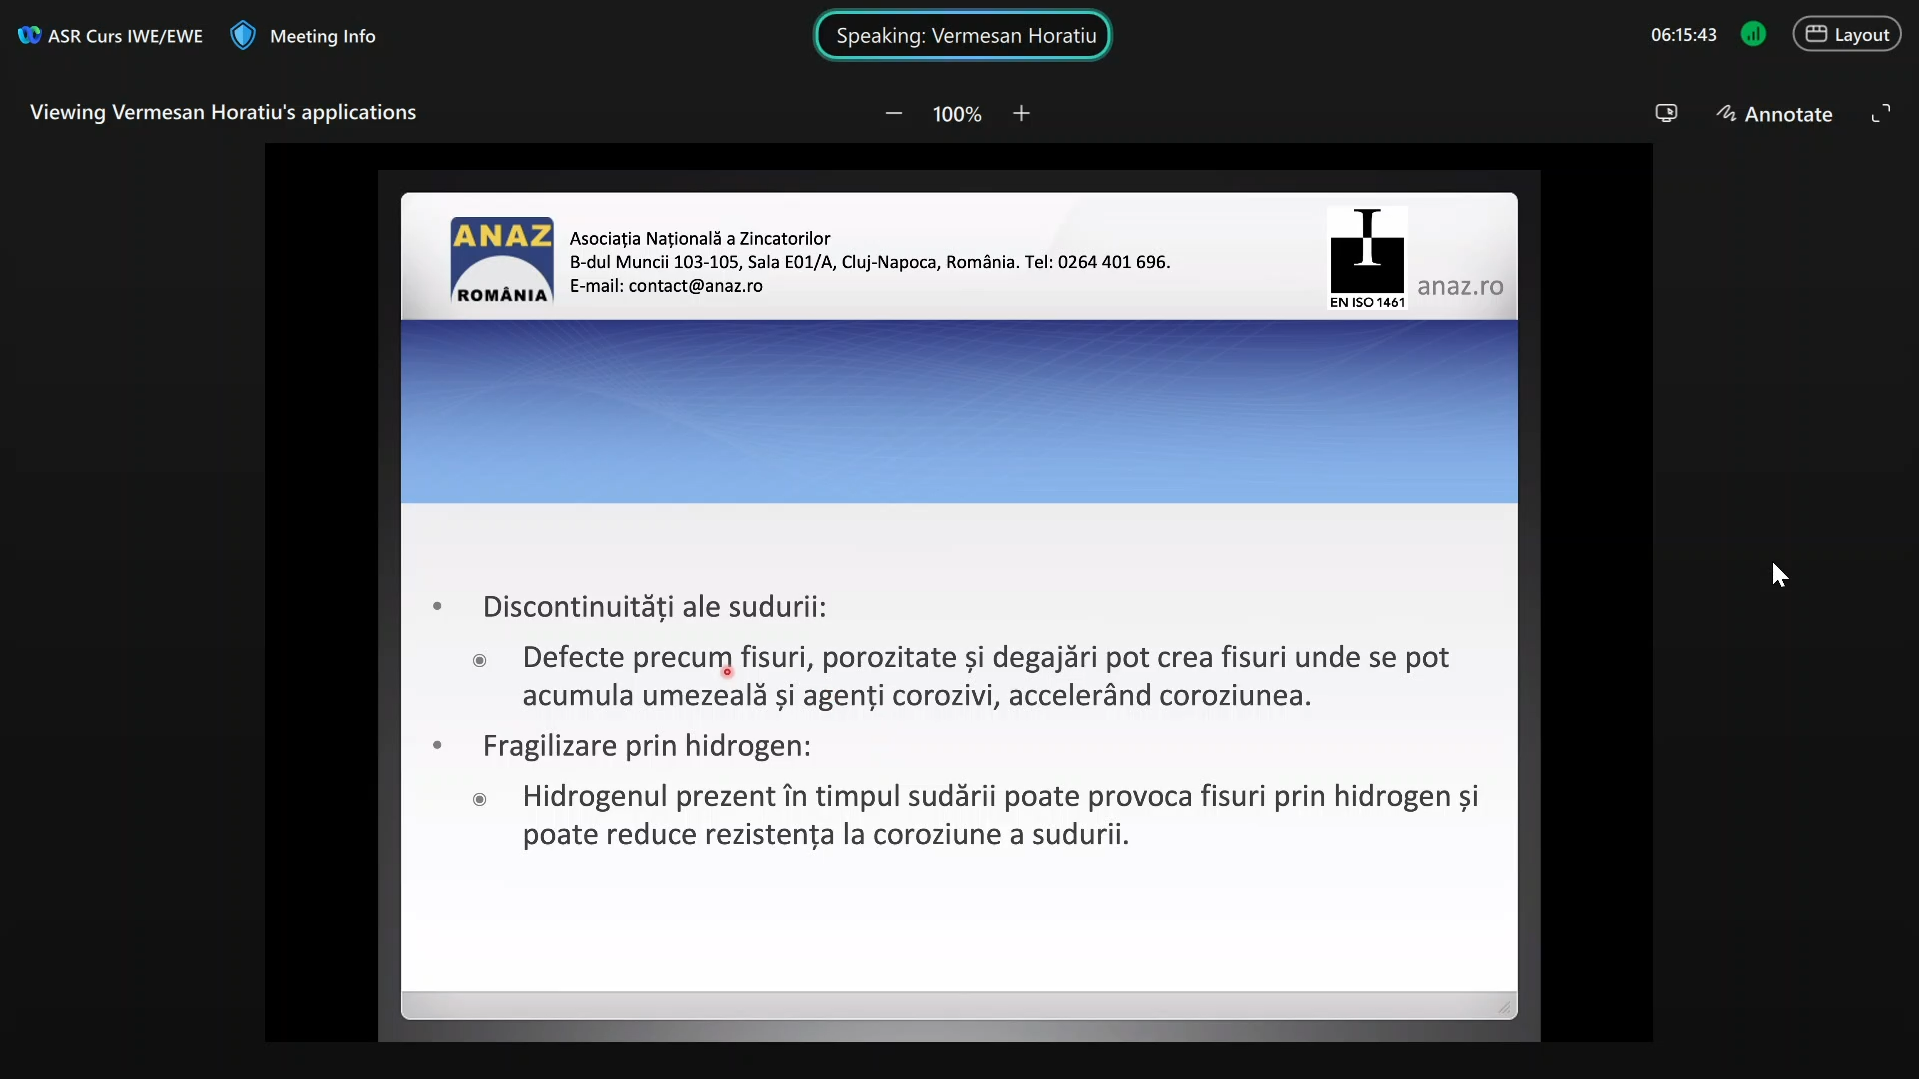 ASR Curs IWE/EWE
Meeting Info
Speaking: Vermesan Horatiu
06:15:43
Layout
Viewing Vermesan Horatiu's applications
100%
Annotate
ANAZ
ROMÂNIA
Asociația Națională a Zincatorilor
B-dul Muncii 103-105, Sala E01/A, Cluj-Napoca, România. Tel: 0264 401 696.
E-mail: contact@anaz.ro
EN ISO 1461
anaz.ro
• Discontinuități ale sudurii:
Defecte precum fisuri, porozitate și degajări pot crea fisuri unde se pot
acumula umezeală și agenți corozivi, accelerând coroziunea.
• Fragilizare prin hidrogen:
Hidrogenul prezent în timpul sudării poate provoca fisuri prin hidrogen și
poate reduce rezistența la coroziune a sudurii.